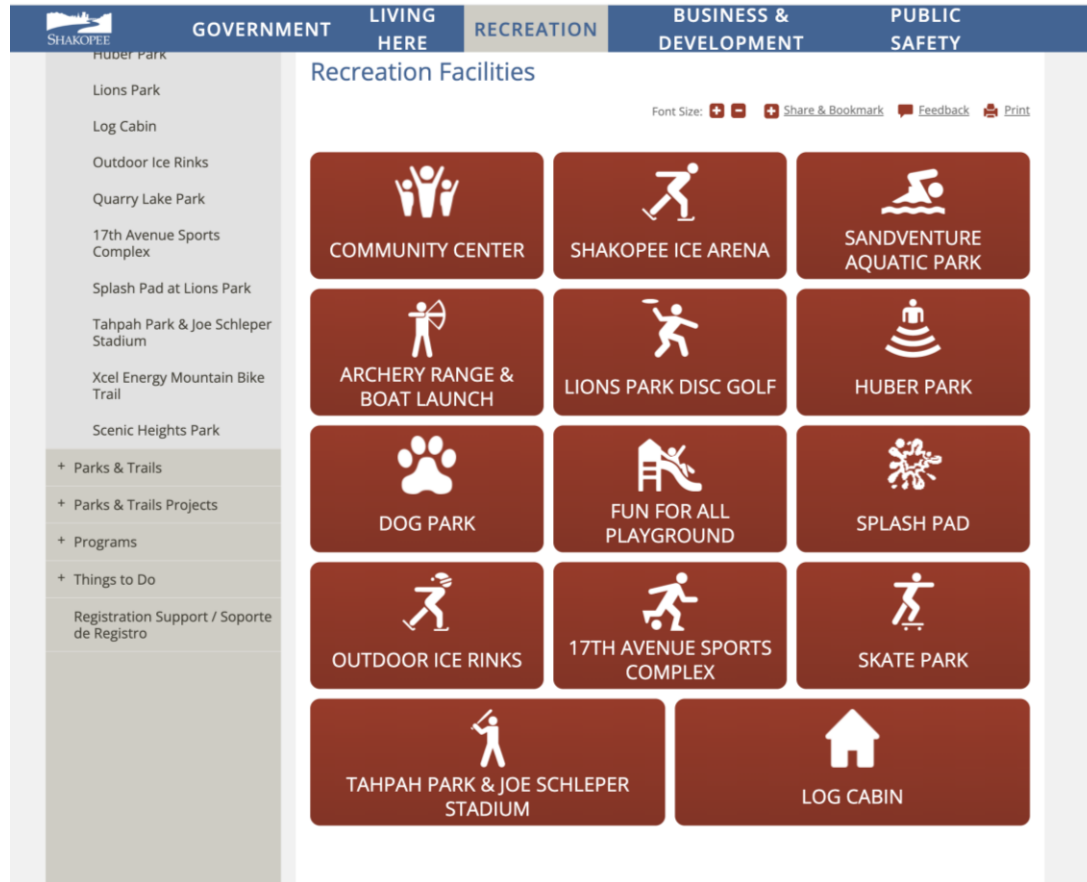 SHAKOPEE
GOVERNMENT
LIVING
HERE
RECREATION
BUSINESS &
DEVELOPMENT
PUBLIC
SAFETY
Huber Park
Lions Park
Log Cabin
Outdoor Ice Rinks
Quarry Lake Park
17th Avenue Sports
Complex
Splash Pad at Lions Park
Tahpah Park & Joe Schleper
Stadium
Xcel Energy Mountain Bike
Trail
Scenic Heights Park
+ Parks & Trails
+ Parks & Trails Projects
+ Programs
+ Things to Do
Registration Support / Soporte
de Registro
Recreation Facilities
Font Size: + - + Share & Bookmark Feedback Print
COMMUNITY CENTER
SHAKOPEE ICE ARENA
SANDVENTURE
AQUATIC PARK
ARCHERY RANGE &
BOAT LAUNCH
LIONS PARK DISC GOLF
HUBER PARK
DOG PARK
FUN FOR ALL
PLAYGROUND
SPLASH PAD
OUTDOOR ICE RINKS
17TH AVENUE SPORTS
COMPLEX
SKATE PARK
TAHPAH PARK & JOE SCHLEPER
STADIUM
LOG CABIN